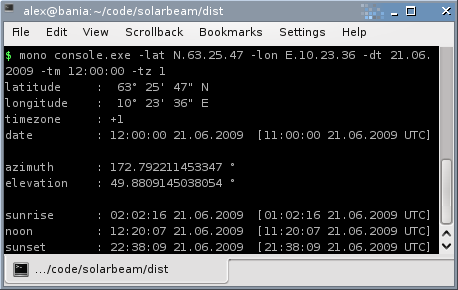 alex@bania:~/code/solarbeam/dist
File Edit View Scrollback Bookmarks Settings Help
$ mono console.exe -lat N.63.25.47 -lon E.10.23.36 -dt 21.06.
2009 -tm 12:00:00 -tz 1
latitude : 63° 25' 47" N
longitude : 10° 23' 36" E
timezone : +1
date : 12:00:00 21.06.2009 [11:00:00 21.06.2009 UTC]
azimuth : 172.792211453347 °
elevation : 49.8809145038054 °
sunrise : 02:02:16 21.06.2009 [01:02:16 21.06.2009 UTC]
noon : 12:20:07 21.06.2009 [11:20:07 21.06.2009 UTC]
sunset : 22:38:09 21.06.2009 [21:38:09 21.06.2009 UTC]
.../code/solarbeam/dist